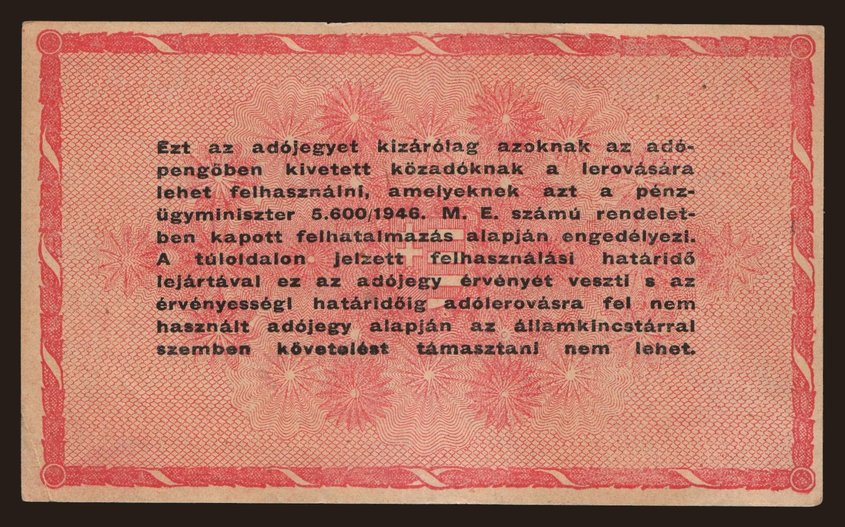 Ezt az adójegyet kizárólag azoknak az adó-
pengőben kivetett közadóknak a lerovására
lehet felhasználni, amelyeknek azt a pénz-
ügyminiszter 5.600/1946. M. E. számú rendelet-
ben kapott felhatalmazás alapján engedélyezi.
A túloldalon jelzett felhasználási határidő
lejártával ez az adójegy érvényét veszti s az
érvényességi határidőig adólerovásra fel nem
használt adójegy alapján az államkincstárral
szemben követelést támasztani nem lehet.